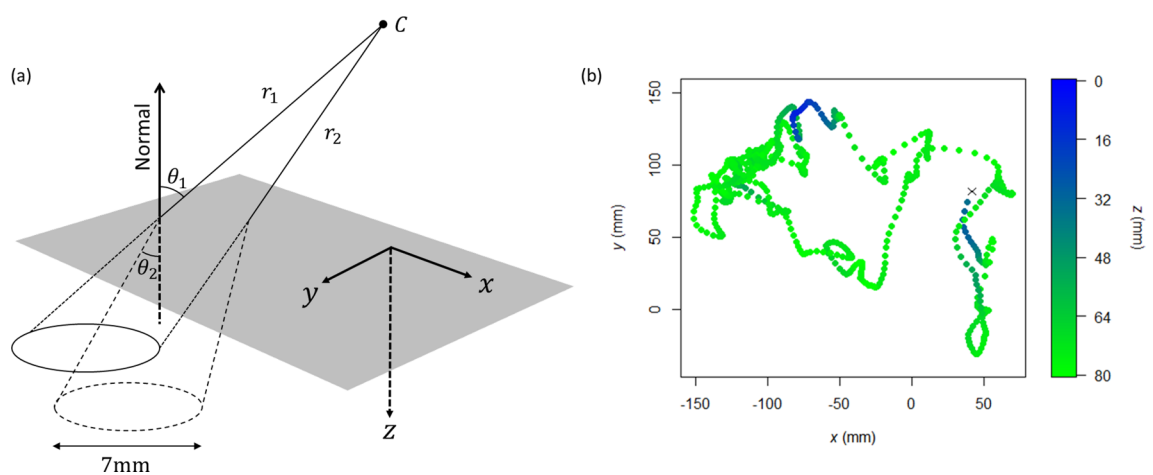 (a)
C
r₁
r₂
Normal
θ₁
θ₂
x
y
z
7mm
(b)
y (mm)
150
100
50
0
-150
-100
-50
0
50
x (mm)
0
16
32
48
64
80
z (mm)